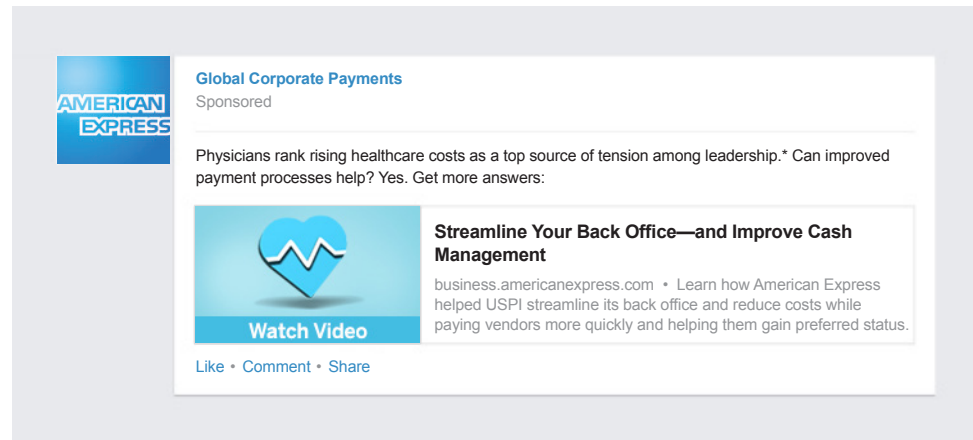 AMERICAN
EXPRESS
Global Corporate Payments
Sponsored
Physicians rank rising healthcare costs as a top source of tension among leadership.* Can improved
payment processes help? Yes. Get more answers:
Watch Video
Streamline Your Back Office—and Improve Cash
Management
business.americanexpress.com • Learn how American Express
helped USPI streamline its back office and reduce costs while
paying vendors more quickly and helping them gain preferred status.
Like • Comment • Share